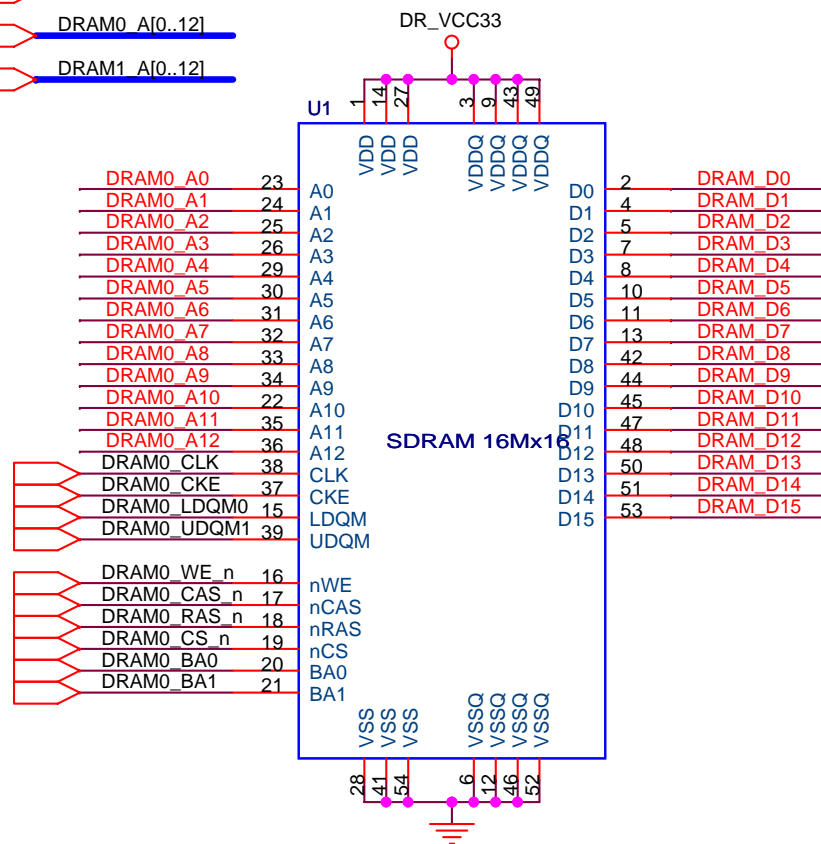 DRAM0_A[0..12]
DRAM1_A[0..12]
DR_VCC33
U1
1 14 27 3 9 43 49
VDD VDD VDD VDDQ VDDQ VDDQ VDDQ
DRAM0_A0 23 A0 D0 2 DRAM_D0
DRAM0_A1 24 A1 D1 4 DRAM_D1
DRAM0_A2 25 A2 D2 5 DRAM_D2
DRAM0_A3 26 A3 D3 7 DRAM_D3
DRAM0_A4 29 A4 D4 8 DRAM_D4
DRAM0_A5 30 A5 D5 10 DRAM_D5
DRAM0_A6 31 A6 D6 11 DRAM_D6
DRAM0_A7 32 A7 D7 13 DRAM_D7
DRAM0_A8 33 A8 D8 42 DRAM_D8
DRAM0_A9 34 A9 D9 44 DRAM_D9
DRAM0_A10 22 A10 D10 45 DRAM_D10
DRAM0_A11 35 A11 D11 47 DRAM_D11
SDRAM 16Mx16
DRAM0_A12 36 A12 D12 48 DRAM_D12
DRAM0_CLK 38 CLK D13 50 DRAM_D13
DRAM0_CKE 37 CKE D14 51 DRAM_D14
DRAM0_LDQM0 15 LDQM D15 53 DRAM_D15
DRAM0_UDQM1 39 UDQM
DRAM0_WE_n 16 nWE
DRAM0_CAS_n 17 nCAS
DRAM0_RAS_n 18 nRAS
DRAM0_CS_n 19 nCS
DRAM0_BA0 20 BA0
DRAM0_BA1 21 BA1
VSS VSS VSS VSSQ VSSQ VSSQ VSSQ
28 41 54 6 12 46 52